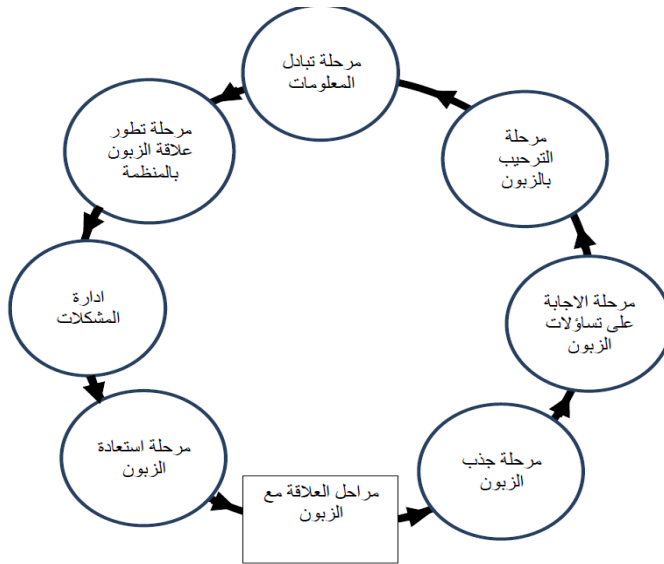 مرحلة تبادل
المعلومات
مرحلة تطور
علاقة الزبون
بالمنظمة
مرحلة
الترحيب
بالزبون
ادارة
المشكلات
مرحلة الاجابة
على تساؤلات
الزبون
مرحلة استعادة
الزبون
مرحلة جذب
الزبون
مراحل العلاقة مع
الزبون